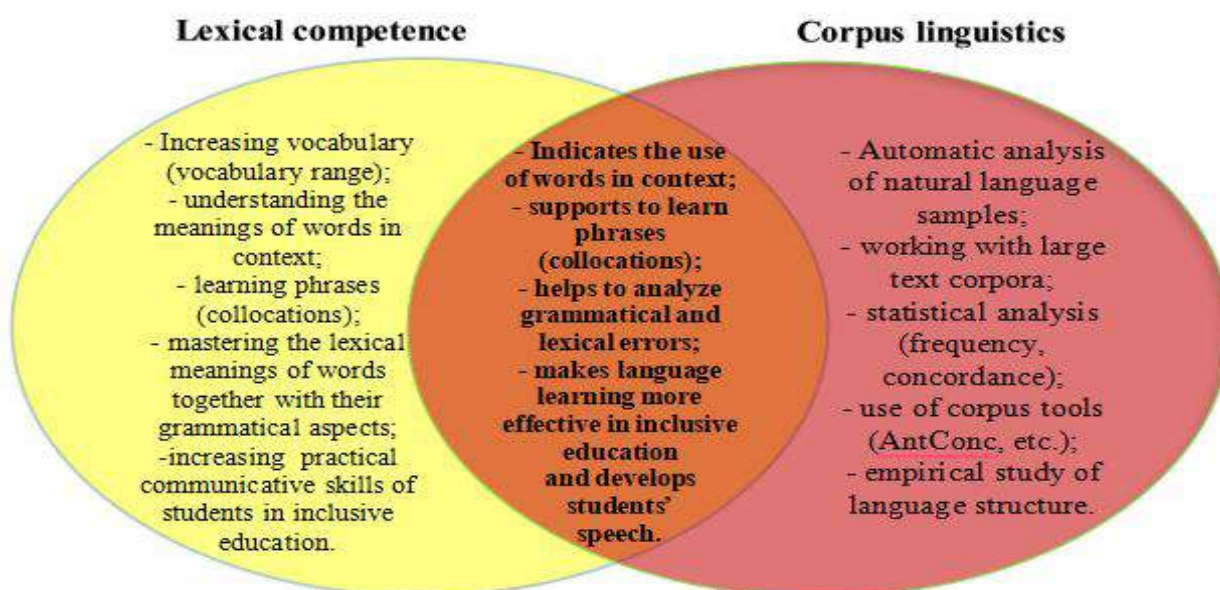 Lexical competence
Corpus linguistics
- Increasing vocabulary
(vocabulary range);
- understanding the
meanings of words in
context;
- learning phrases
(collocations);
- mastering the lexical
meanings of words
together with their
grammatical aspects;
-increasing practical
communicative skills of
students in inclusive
education.
- Indicates the use
of words in context;
- supports to learn
phrases
(collocations);
- helps to analyze
grammatical and
lexical errors;
- makes language
learning more
effective in inclusive
education
and develops
students’
speech.
- Automatic analysis
of natural language
samples;
- working with large
text corpora;
- statistical analysis
(frequency,
concordance);
- use of corpus tools
(AntConc, etc.);
- empirical study of
language structure.